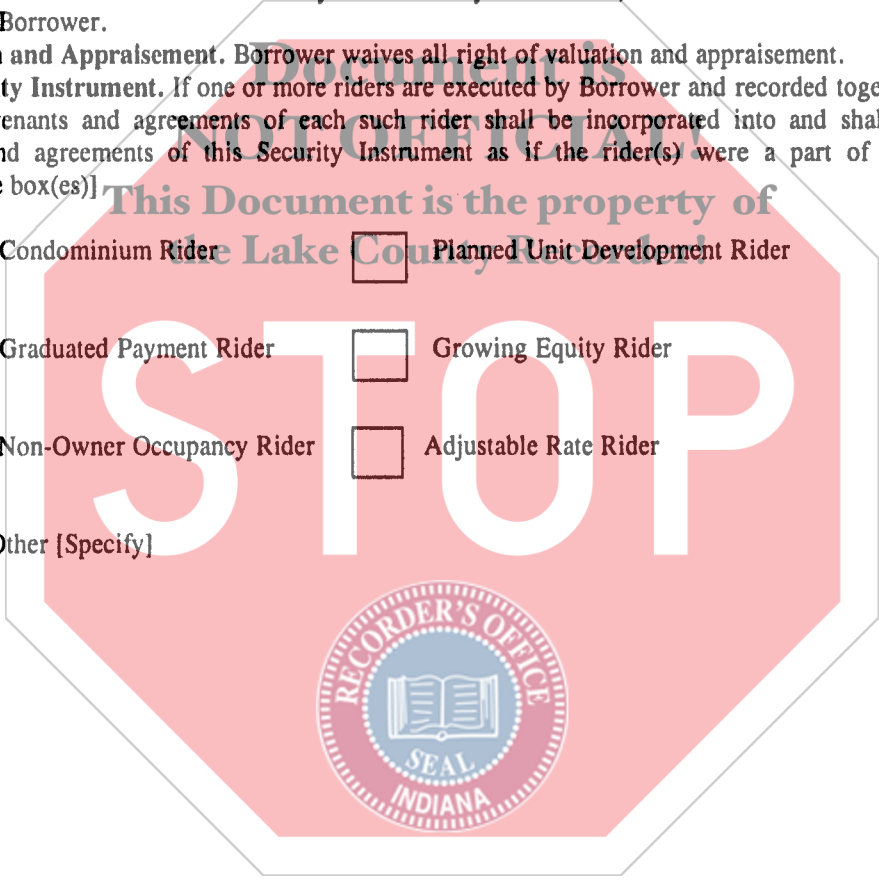 Borrower.
and Appraisement. Borrower waives all right of valuation and appraisement.
ty Instrument. If one or more riders are executed by Borrower and recorded toge
enants and agreements of each such rider shall be incorporated into and shal
nd agreements of this Security Instrument as if the rider(s) were a part of
box(es)]
Document is
NOT OFFICIAL!
This Document is the property of
the Lake County Recorder!
Condominium Rider
Planned Unit Development Rider
Graduated Payment Rider
Growing Equity Rider
Non-Owner Occupancy Rider
Adjustable Rate Rider
Other [Specify]
STOP
RECORDER'S OFFICE
SEAL
INDIANA